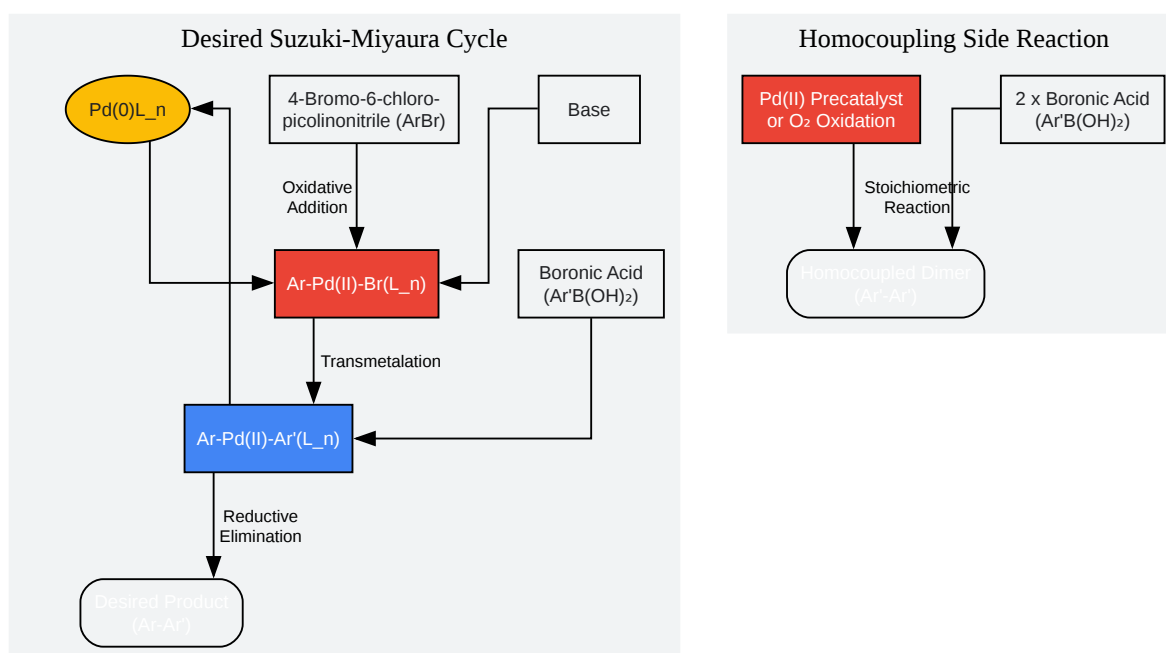 Desired Suzuki-Miyaura Cycle
Pd(0)L_n
4-Bromo-6-chloro-
picolinonitrile (ArBr)
Base
Oxidative
Addition
Ar-Pd(II)-Br(L_n)
Boronic Acid
(Ar'B(OH)₂)
Transmetalation
Ar-Pd(II)-Ar'(L_n)
Reductive
Elimination
Desired Product
(Ar-Ar')
Homocoupling Side Reaction
Pd(II) Precatalyst
or O₂ Oxidation
2 x Boronic Acid
(Ar'B(OH)₂)
Stoichiometric
Reaction
Homocoupled Dimer
(Ar'-Ar')